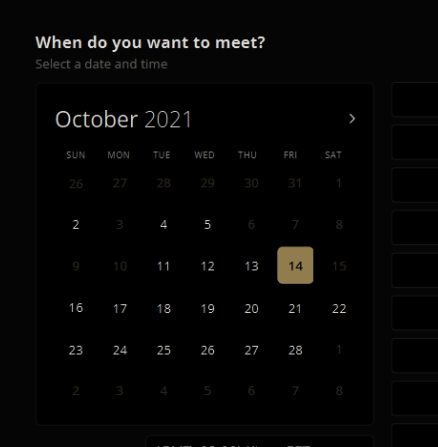 When do you want to meet?
Select a date and time
October 2021 >
SUN MON TUE WED THU FRI SAT
26 27 28 29 30 31 1
2 3 4 5 6 7 8
9 10 11 12 13 14 15
16 17 18 19 20 21 22
23 24 25 26 27 28 1
2 3 4 5 6 7 8